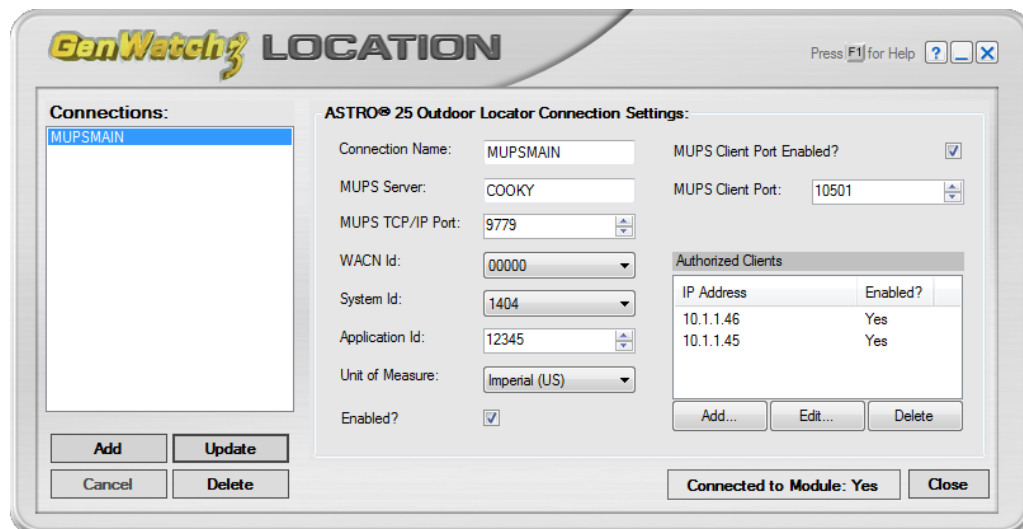 GenWatch3 LOCATION
Press F1 for Help ? _ X
Connections:
MUPSMAIN
ASTRO® 25 Outdoor Locator Connection Settings:
Connection Name: MUPSMAIN
MUPS Server: COOKY
MUPS TCP/IP Port: 9779
WACN Id: 00000
System Id: 1404
Application Id: 12345
Unit of Measure: Imperial (US)
Enabled?
MUPS Client Port Enabled?
MUPS Client Port: 10501
Authorized Clients
IP Address Enabled?
10.1.1.46 Yes
10.1.1.45 Yes
Add... Edit... Delete
Add Update
Cancel Delete
Connected to Module: Yes Close